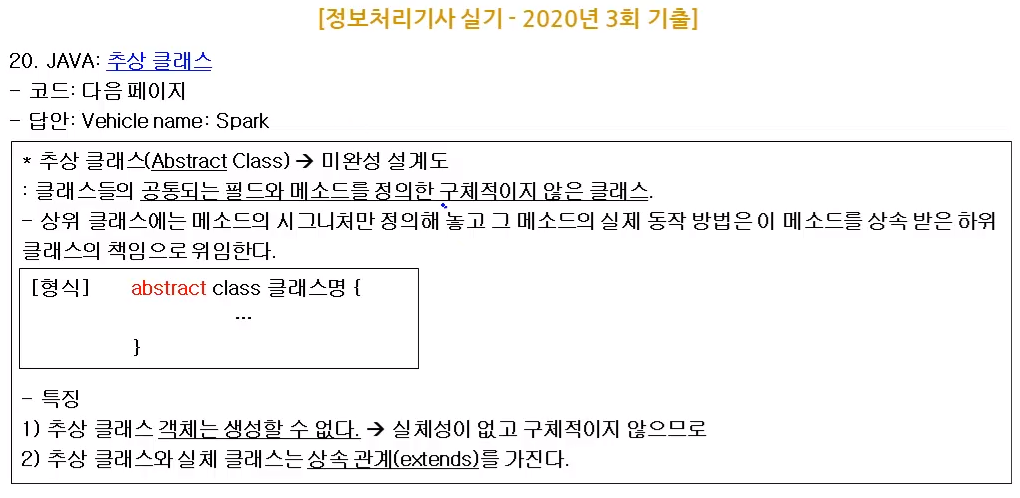 [정보처리기사 실기 - 2020년 3회 기출]
20. JAVA: 추상 클래스
- 코드: 다음 페이지
- 답안: Vehicle name: Spark
* 추상 클래스(Abstract Class) → 미완성 설계도
: 클래스들의 공통되는 필드와 메소드를 정의한 구체적이지 않은 클래스.
- 상위 클래스에는 메소드의 시그니처만 정의해 놓고 그 메소드의 실제 동작 방법은 이 메소드를 상속 받은 하위
클래스의 책임으로 위임한다.
[형식] abstract class 클래스명 {
...
}
- 특징
1) 추상 클래스 객체는 생성할 수 없다. → 실체성이 없고 구체적이지 않으므로
2) 추상 클래스와 실체 클래스는 상속 관계(extends)를 가진다.